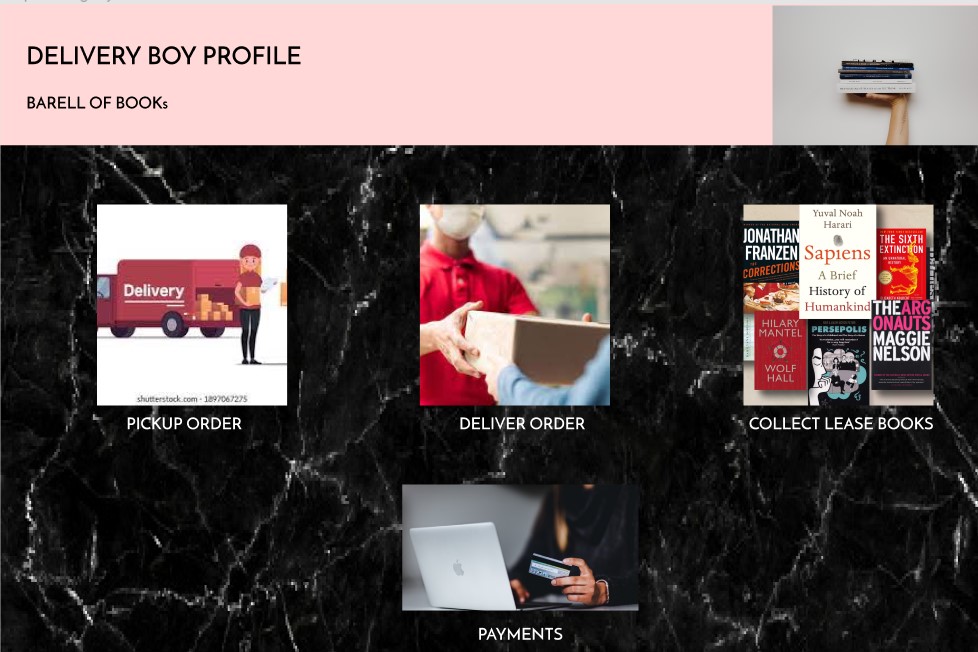 DELIVERY BOY PROFILE
BARELL OF BOOKs
Delivery
shutterstock.com · 1897067275
PICKUP ORDER
DELIVER ORDER
JONATHAN
FRANZEN
CORRECTIONS
Yuval Noah
Harari
Sapiens
A Brief
History of
Humankind
THE SIXTH
EXTINCTION
HILARY
MANTEL
WOLF
HALL
PERSEPOLIS
THE ARG
ONAUTS
MAGGIE
NELSON
COLLECT LEASE BOOKS
PAYMENTS